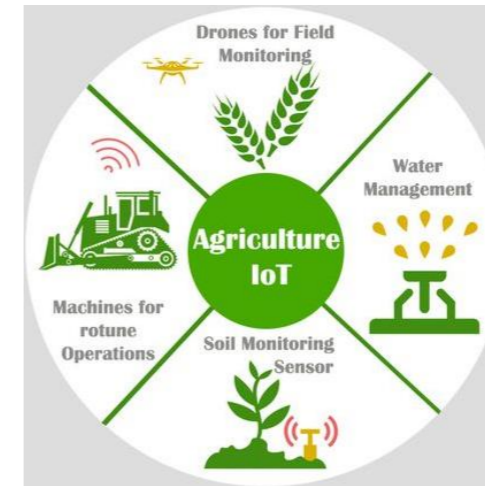 Drones for Field
Monitoring
Water
Management
Agriculture
IoT
Machines for
rotune
Operations
Soil Monitoring
Sensor